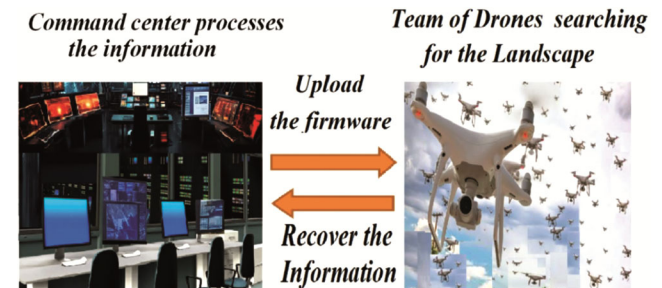 Command center processes
the information
Team of Drones searching
for the Landscape
Upload
the firmware
Recover the
Information